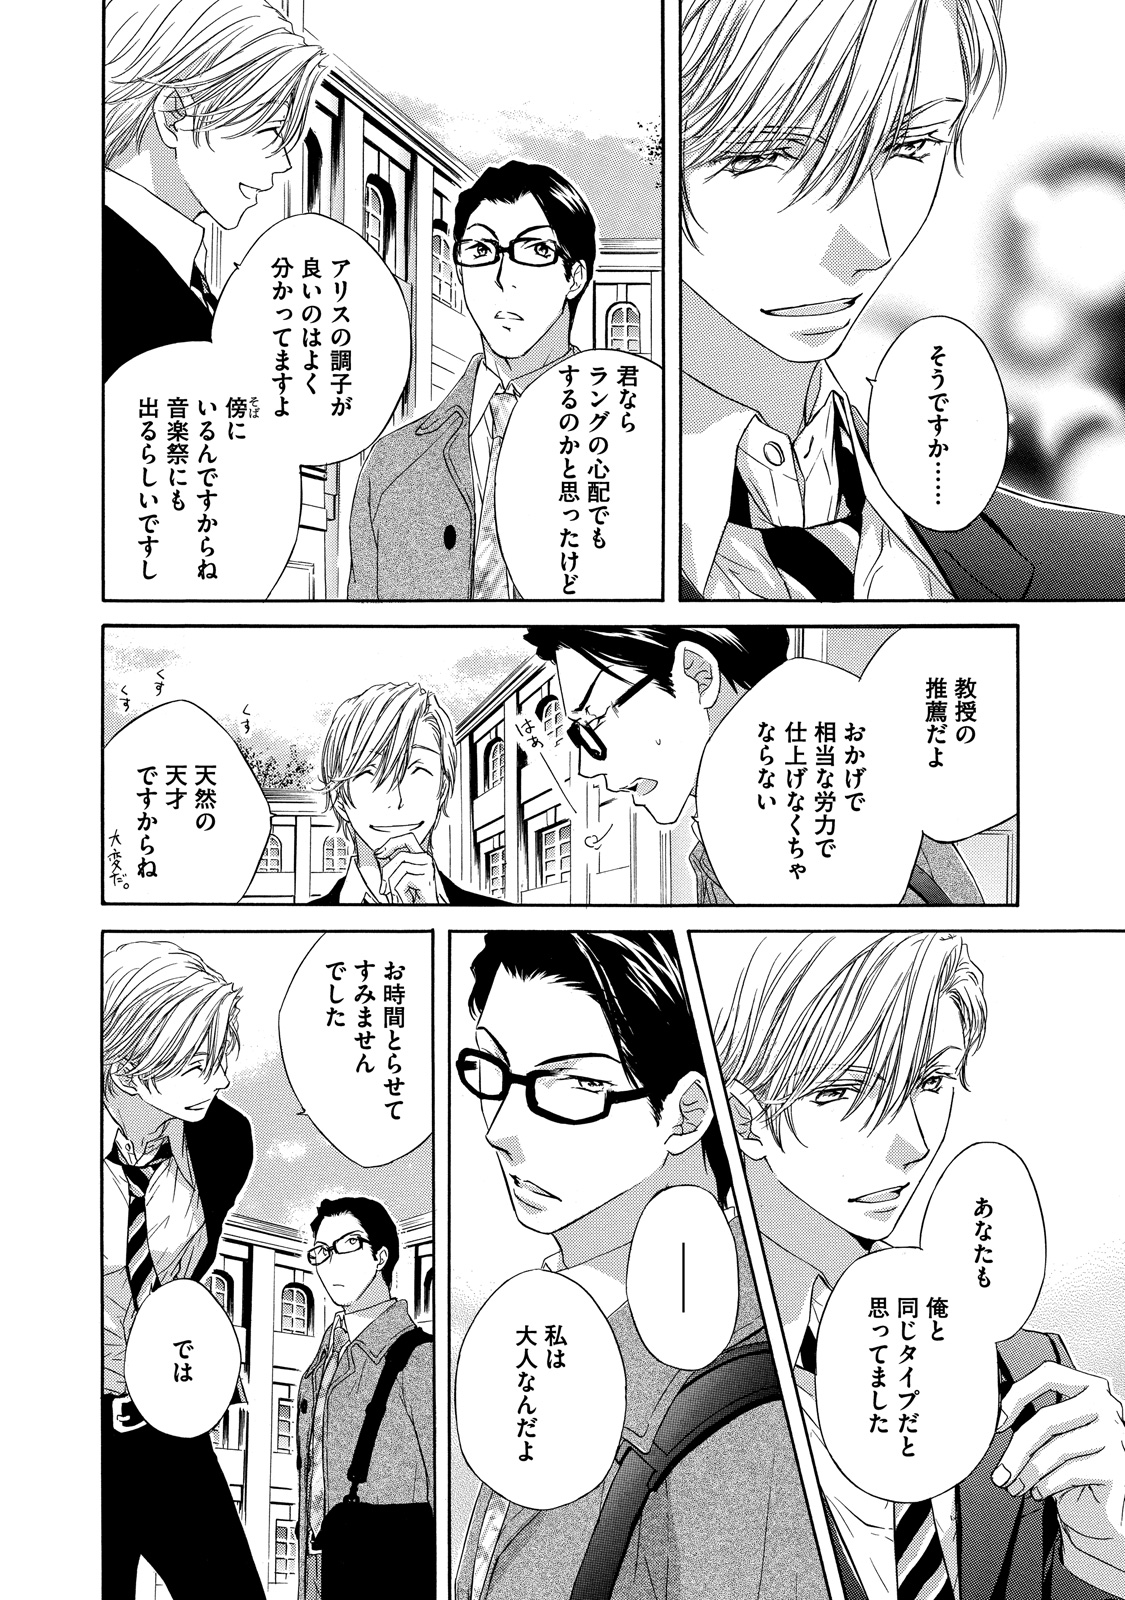 そうですか……
君なら
ラングの心配でも
するのかと思ったけど
アリスの調子が
良いのはよく
分かってますよ
傍に
そば
いるんですからね
音楽祭にも
出るらしいですし
教授の
推薦だよ
おかげで
相当な労力で
仕上げなくちゃ
ならない
はぁ
くす
くす
くす
天然の
天才
ですからね
大変だ。
あなたも
俺と
同じタイプだと
思ってました
――
私は
大人なんだよ
お時間とらせて
すみません
でした
では